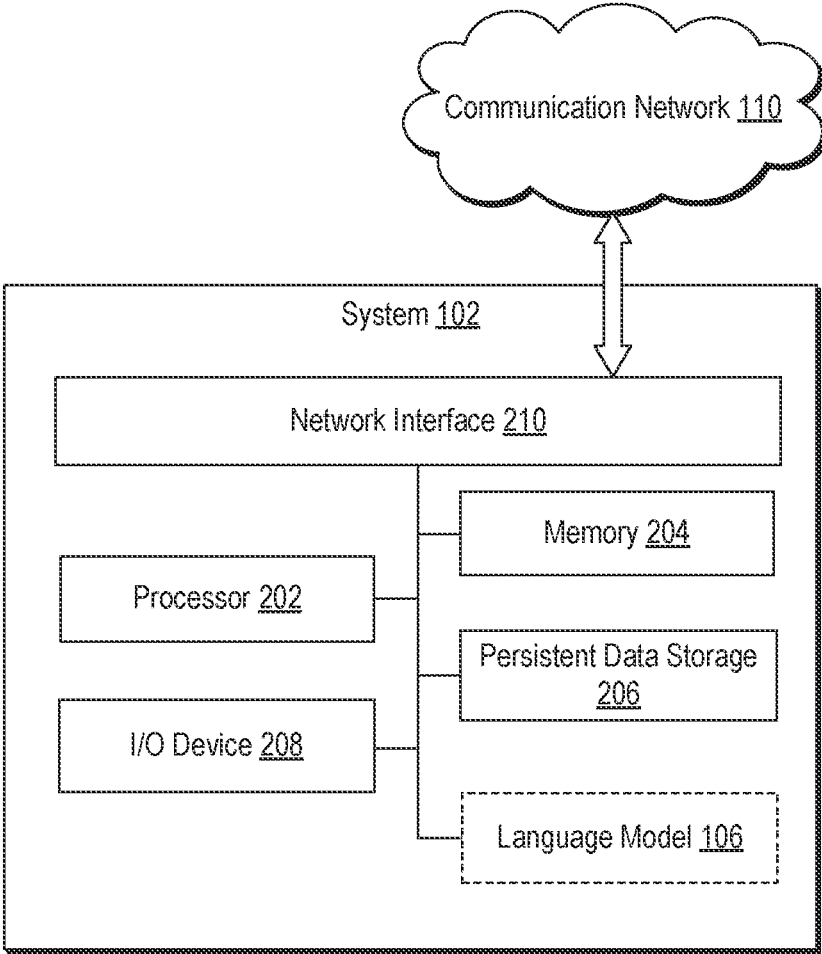 Communication Network 110
System 102
Network Interface 210
Memory 204
Processor 202
Persistent Data Storage
206
I/O Device 208
Language Model 106